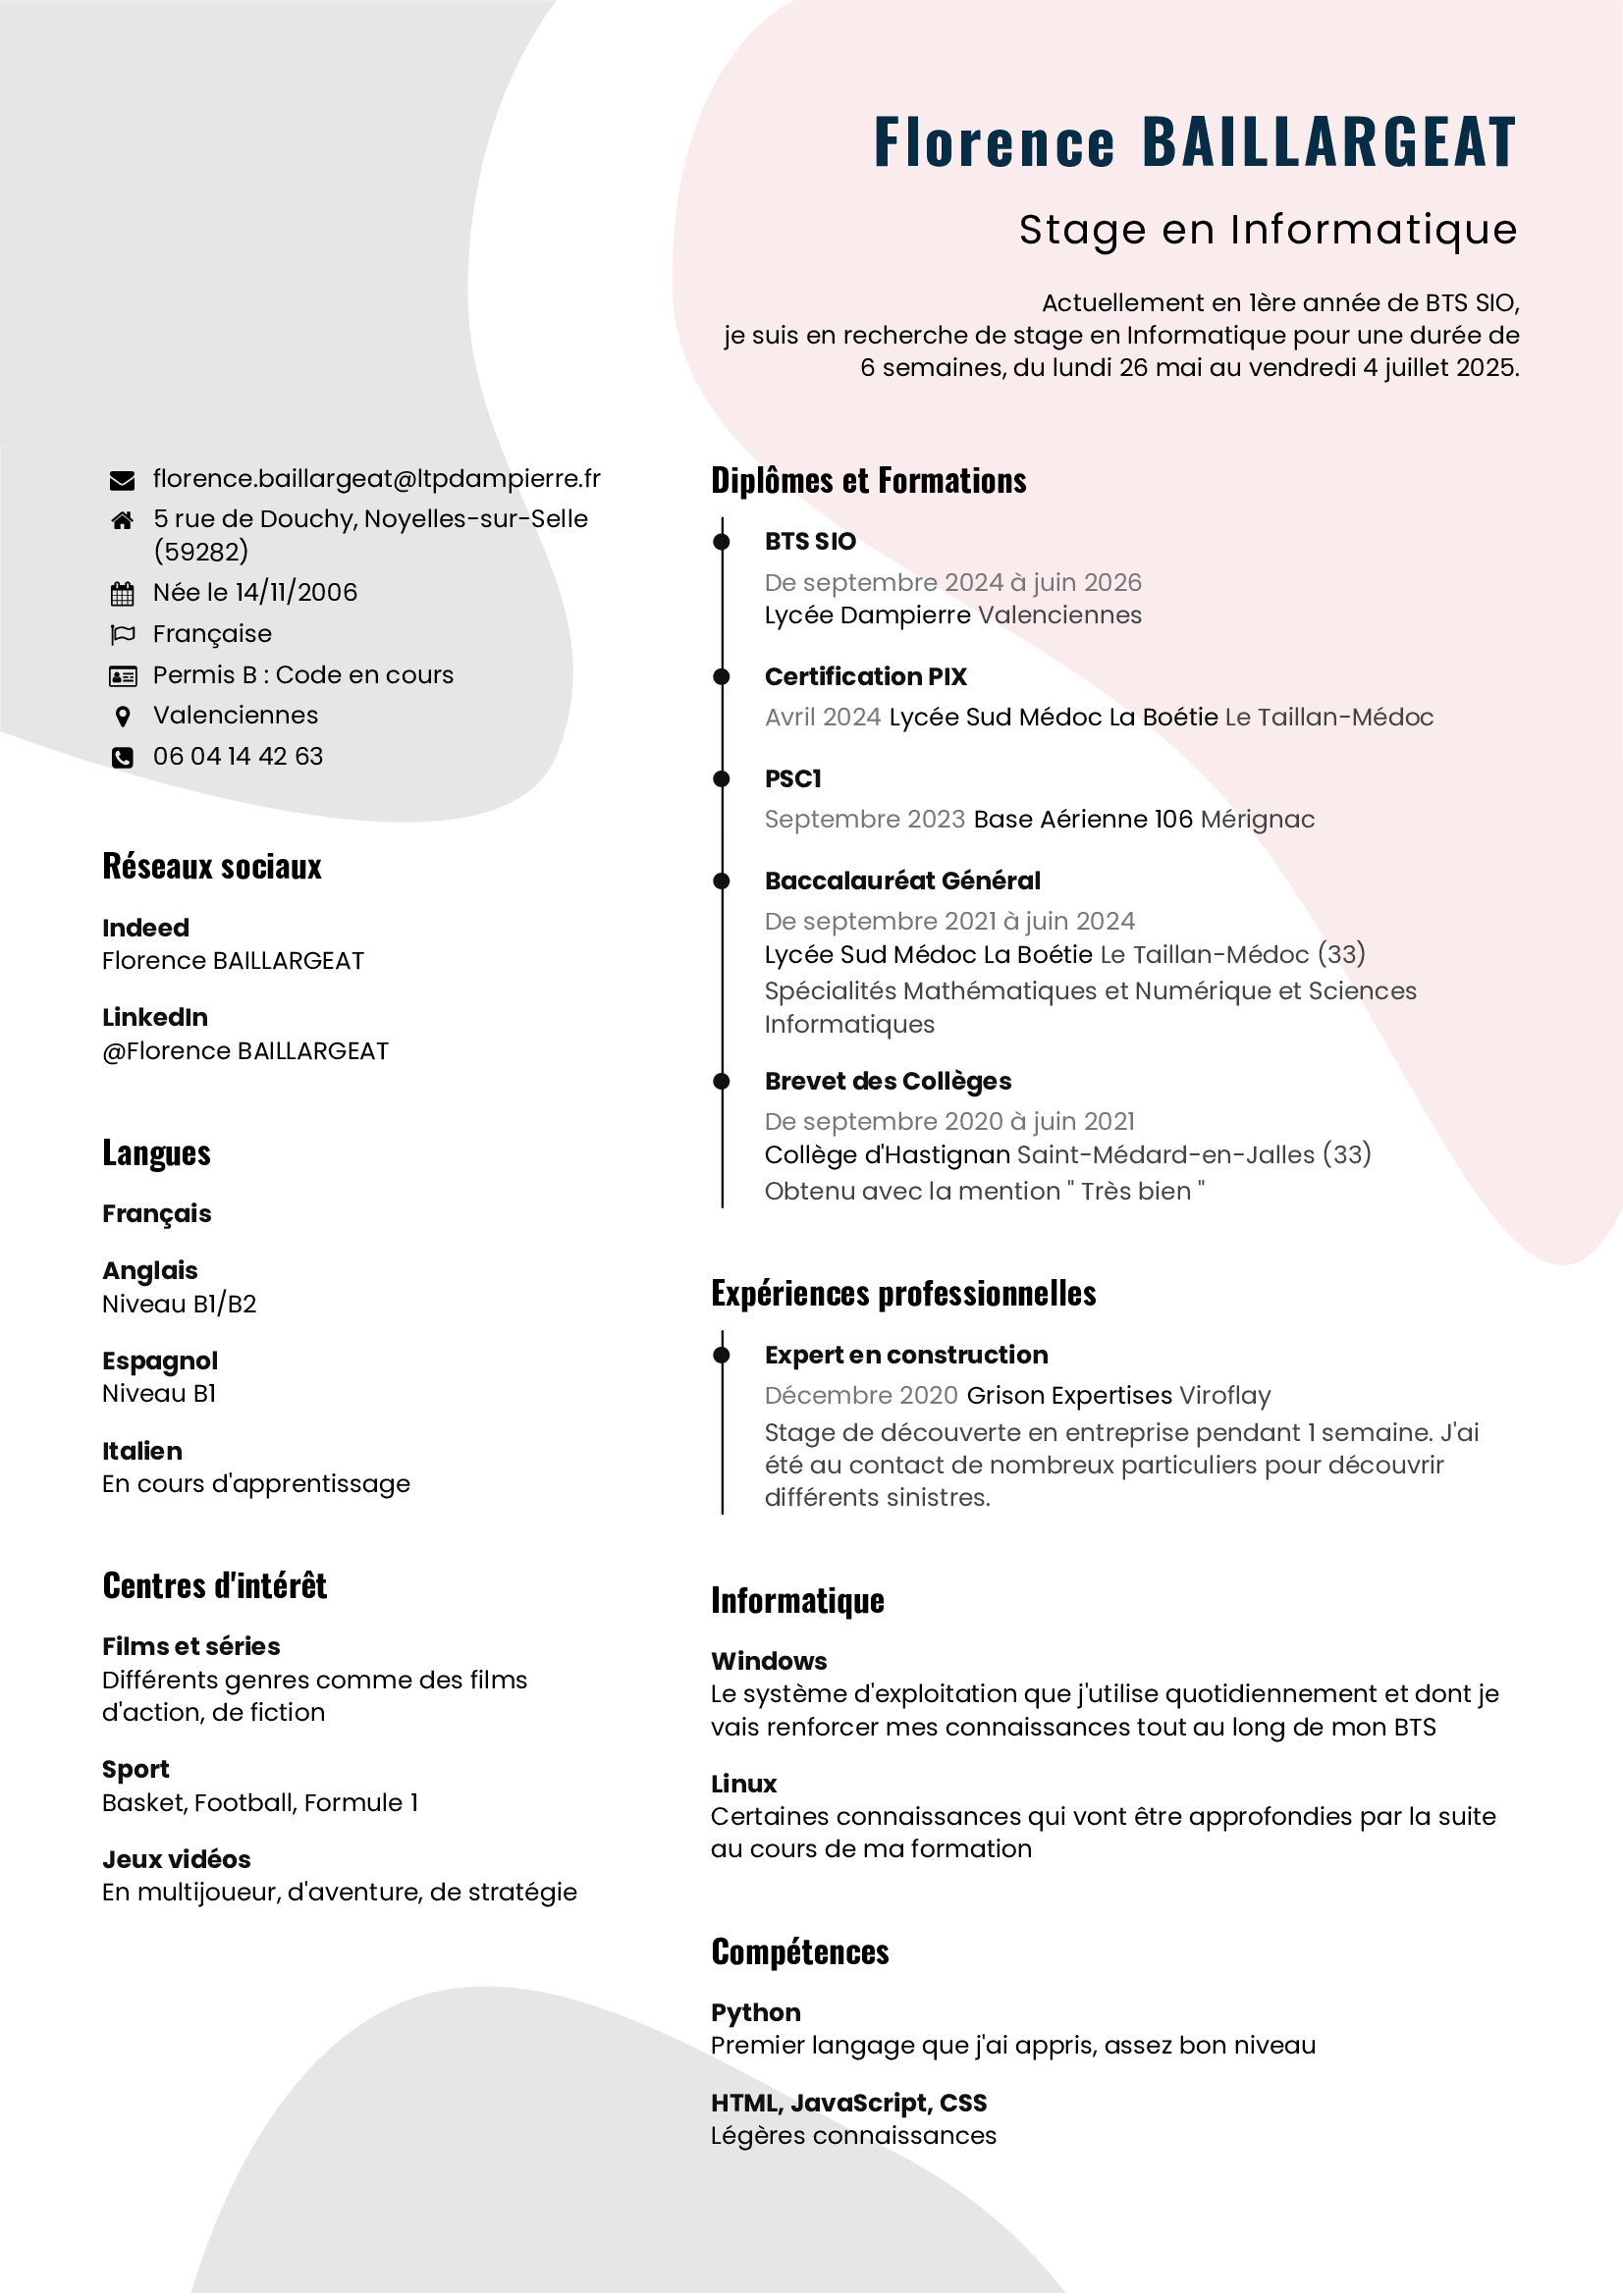 Florence BAILLARGEAT
Stage en Informatique
Actuellement en 1ère année de BTS SIO,
je suis en recherche de stage en Informatique pour une durée de
6 semaines, du lundi 26 mai au vendredi 4 juillet 2025.
florence.baillargeat@ltpdampierre.fr
5 rue de Douchy, Noyelles-sur-Selle
(59282)
Née le 14/11/2006
Française
Permis B : Code en cours
Valenciennes
06 04 14 42 63
Réseaux sociaux
Indeed
Florence BAILLARGEAT
LinkedIn
@Florence BAILLARGEAT
Langues
Français
Anglais
Niveau B1/B2
Espagnol
Niveau B1
Italien
En cours d'apprentissage
Centres d'intérêt
Films et séries
Différents genres comme des films
d'action, de fiction
Sport
Basket, Football, Formule 1
Jeux vidéos
En multijoueur, d'aventure, de stratégie
Diplômes et Formations
BTS SIO
De septembre 2024 à juin 2026
Lycée Dampierre Valenciennes
Certification PIX
Avril 2024 Lycée Sud Médoc La Boétie Le Taillan-Médoc
PSC1
Septembre 2023 Base Aérienne 106 Mérignac
Baccalauréat Général
De septembre 2021 à juin 2024
Lycée Sud Médoc La Boétie Le Taillan-Médoc (33)
Spécialités Mathématiques et Numérique et Sciences
Informatiques
Brevet des Collèges
De septembre 2020 à juin 2021
Collège d'Hastignan Saint-Médard-en-Jalles (33)
Obtenu avec la mention " Très bien "
Expériences professionnelles
Expert en construction
Décembre 2020 Grison Expertises Viroflay
Stage de découverte en entreprise pendant 1 semaine. J'ai
été au contact de nombreux particuliers pour découvrir
différents sinistres.
Informatique
Windows
Le système d'exploitation que j'utilise quotidiennement et dont je
vais renforcer mes connaissances tout au long de mon BTS
Linux
Certaines connaissances qui vont être approfondies par la suite
au cours de ma formation
Compétences
Python
Premier langage que j'ai appris, assez bon niveau
HTML, JavaScript, CSS
Légères connaissances